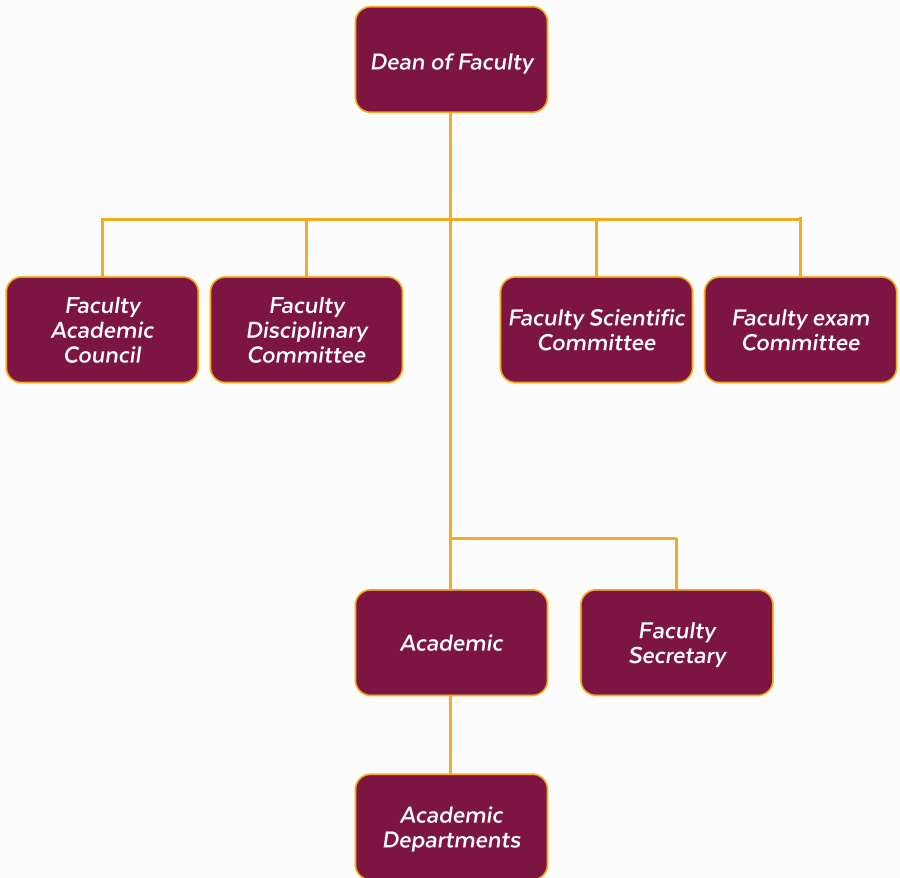 Dean of Faculty
Faculty
Academic
Council
Faculty
Disciplinary
Committee
Faculty Scientific
Committee
Faculty exam
Committee
Academic
Faculty
Secretary
Academic
Departments